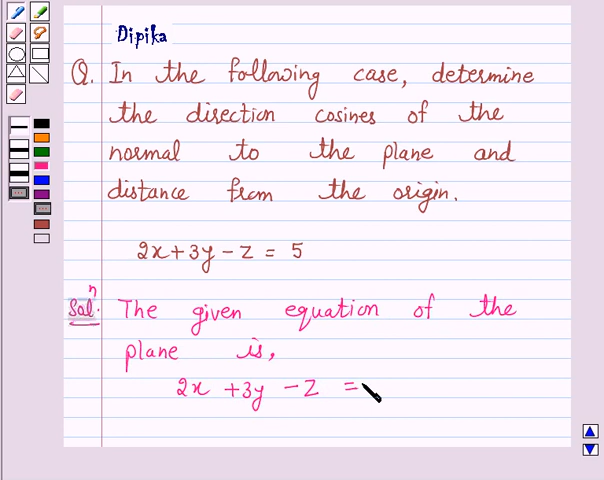 Dipika
Q. In the following case, determine
the direction cosines of the
normal to the plane and
distance from the origin.
2x+3y-z = 5
Solⁿ. The given equation of the
plane is,
2x +3y - z =